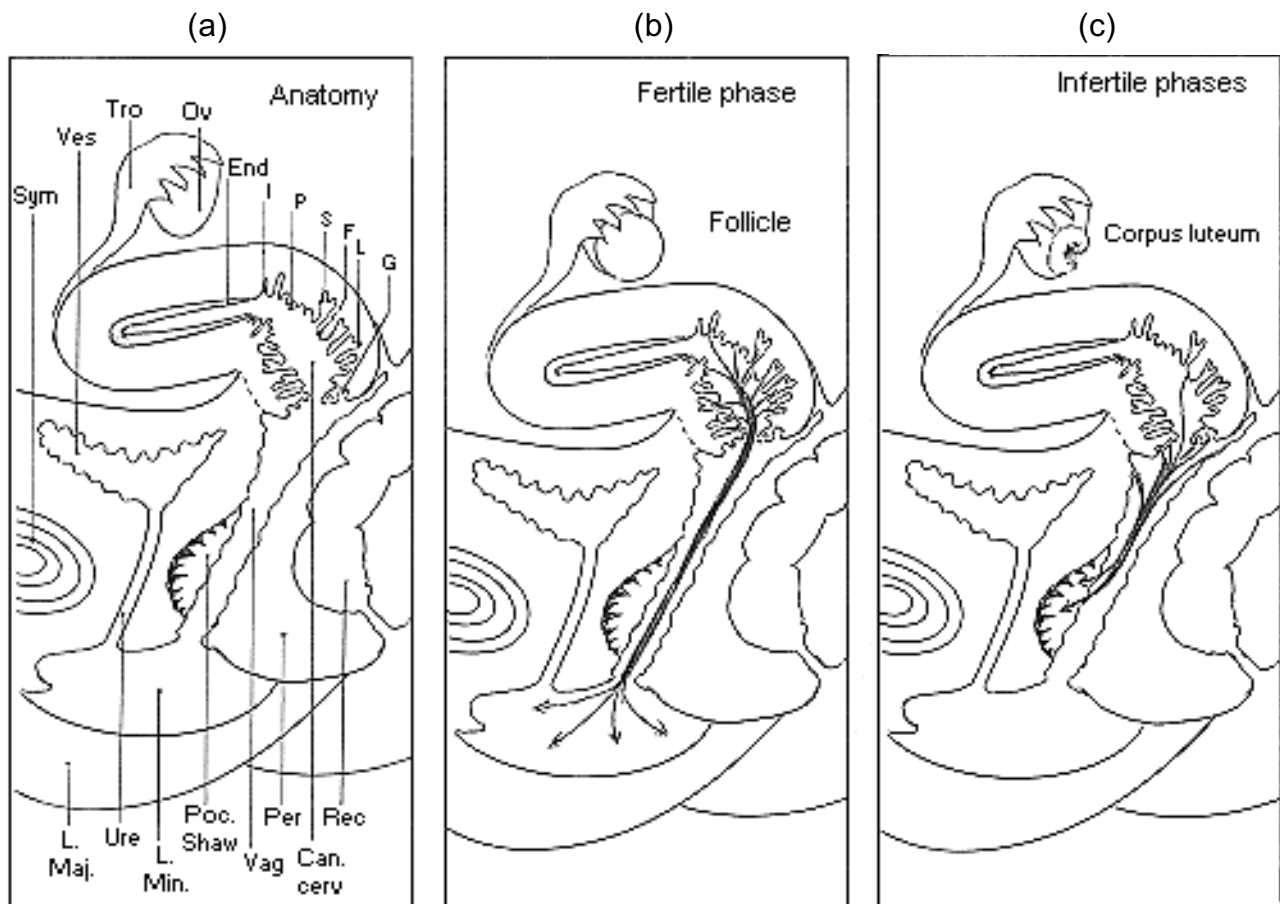 (a)
(b)
(c)
Anatomy
Tro
Ov
Ves
End
Sym
I
P
S
F
L
G
L.
Maj.
Ure
L.
Min.
Poc.
Shaw
Vag
Per
Can.
cerv
Rec
Fertile phase
Follicle
Infertile phases
Corpus luteum